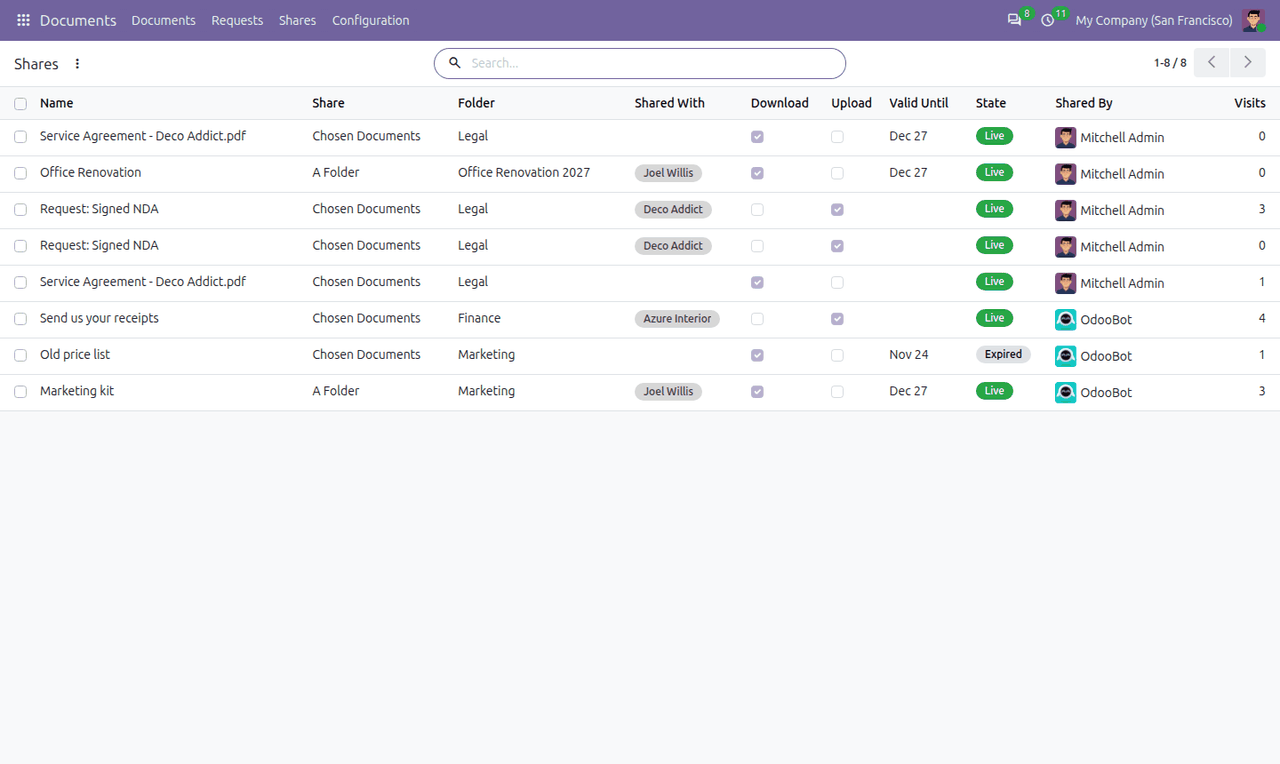 Documents Documents Requests Shares Configuration 8 11 My Company (San Francisco)
Shares Search... 1-8 / 8
Name Share Folder Shared With Download Upload Valid Until State Shared By Visits
Service Agreement - Deco Addict.pdf Chosen Documents Legal Dec 27 Live Mitchell Admin 0
Office Renovation A Folder Office Renovation 2027 Joel Willis Dec 27 Live Mitchell Admin 0
Request: Signed NDA Chosen Documents Legal Deco Addict Live Mitchell Admin 3
Request: Signed NDA Chosen Documents Legal Deco Addict Live Mitchell Admin 0
Service Agreement - Deco Addict.pdf Chosen Documents Legal Live Mitchell Admin 1
Send us your receipts Chosen Documents Finance Azure Interior Live OdooBot 4
Old price list Chosen Documents Marketing Nov 24 Expired OdooBot 1
Marketing kit A Folder Marketing Joel Willis Dec 27 Live OdooBot 3